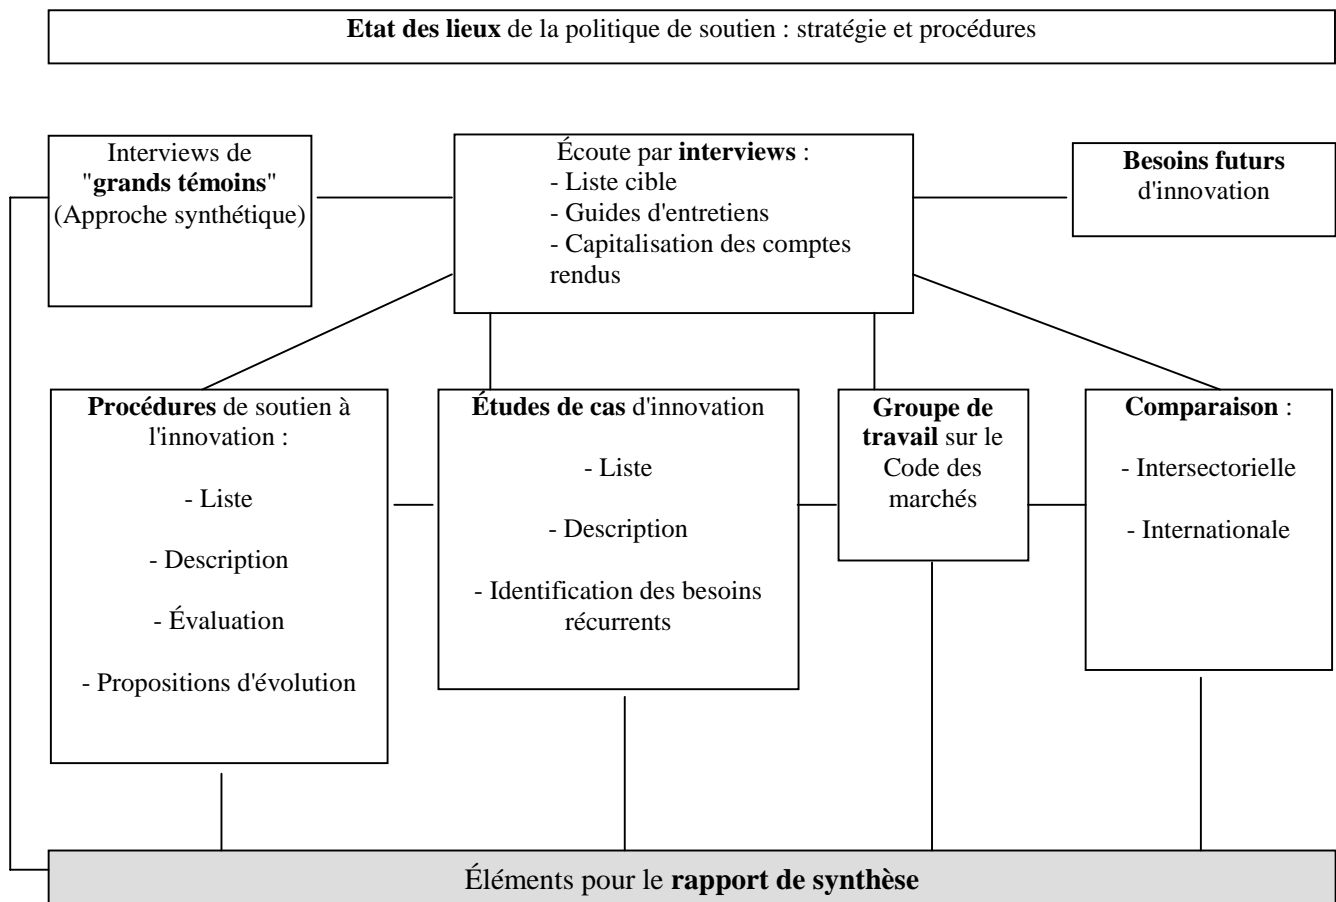 Etat des lieux de la politique de soutien : stratégie et procédures
Interviews de
"grands témoins"
(Approche synthétique)
Écoute par interviews :
- Liste cible
- Guides d'entretiens
- Capitalisation des comptes
rendus
Besoins futurs
d'innovation
Procédures de soutien à
l'innovation :
- Liste
- Description
- Évaluation
- Propositions d'évolution
Études de cas d'innovation
- Liste
- Description
- Identification des besoins
récurrents
Groupe de
travail sur le
Code des
marchés
Comparaison :
- Intersectorielle
- Internationale
Éléments pour le rapport de synthèse